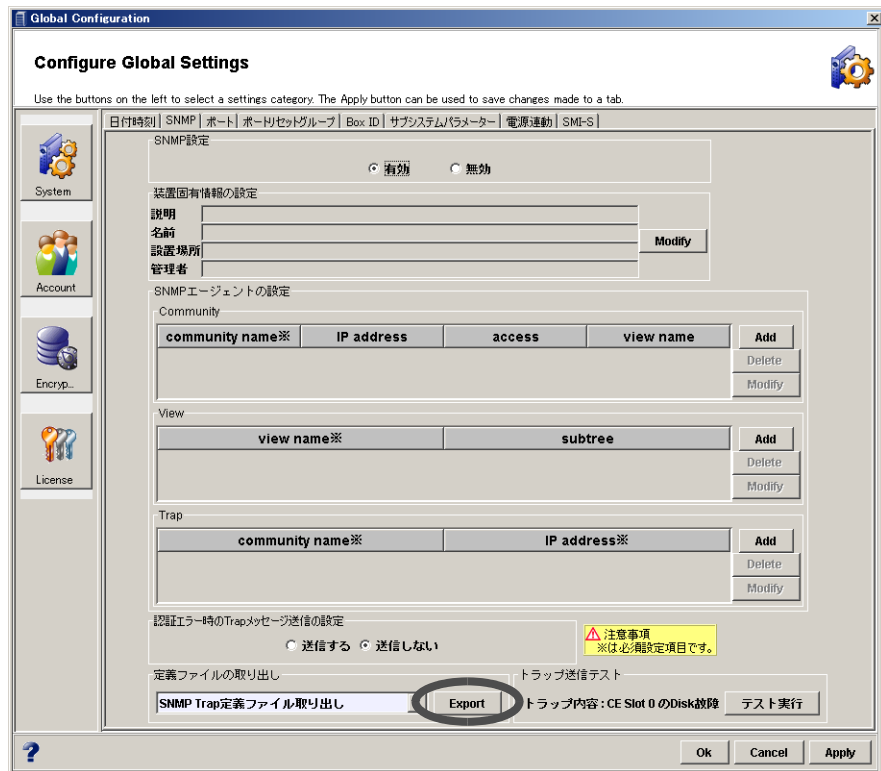 Global Configuration
Configure Global Settings
Use the buttons on the left to select a settings category. The Apply button can be used to save changes made to a tab.
日付時刻 SNMP ポート ポートリセットグループ Box ID サブシステムパラメーター 電源連動 SMI-S
System
Account
Encryp...
License
SNMP設定
有効 無効
装置固有情報の設定
説明
名前
設置場所
管理者
Modify
SNMPエージェントの設定
Community
community name※ IP address access view name
Add
Delete
Modify
View
view name※ subtree
Add
Delete
Modify
Trap
community name※ IP address※
Add
Delete
Modify
認証エラー時のTrapメッセージ送信の設定
送信する 送信しない
注意事項
※は必須設定項目です。
定義ファイルの取り出し
SNMP Trap定義ファイル取り出し
Export
トラップ送信テスト
トラップ内容 : CE Slot 0 のDisk故障
テスト実行
?
Ok Cancel Apply